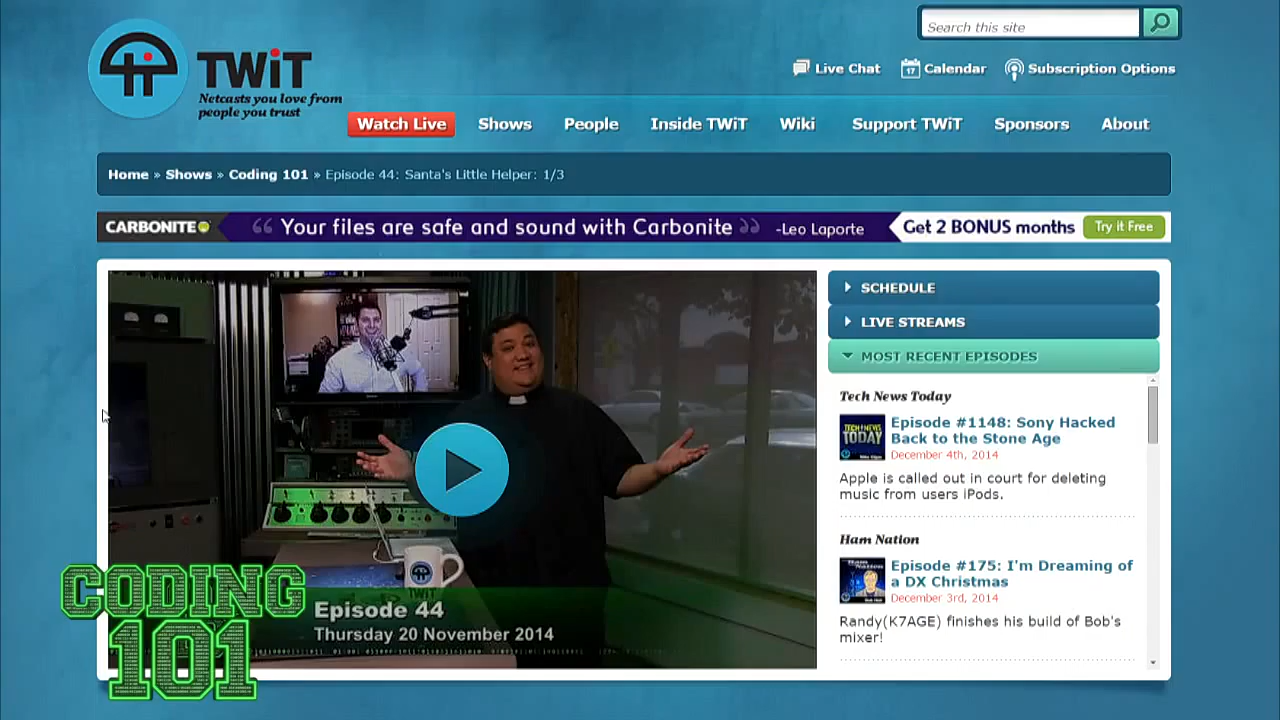 Search this site
TWiT
Netcasts you love from
people you trust
Live Chat
17
Calendar
Subscription Options
Watch Live
Shows
People
Inside TWiT
Wiki
Support TWiT
Sponsors
About
Home » Shows » Coding 101 » Episode 44: Santa's Little Helper: 1/3
CARBONITE
“ Your files are safe and sound with Carbonite ” -Leo Laporte
Get 2 BONUS months
Try it Free
SCHEDULE
LIVE STREAMS
MOST RECENT EPISODES
Tech News Today
TECH NEWS
TODAY
Episode #1148: Sony Hacked
Back to the Stone Age
December 4th, 2014
Apple is called out in court for deleting
music from users iPods.
Ham Nation
Episode #175: I'm Dreaming of
a DX Christmas
December 3rd, 2014
Randy(K7AGE) finishes his build of Bob's
mixer!
CODING
101
Episode 44
Thursday 20 November 2014